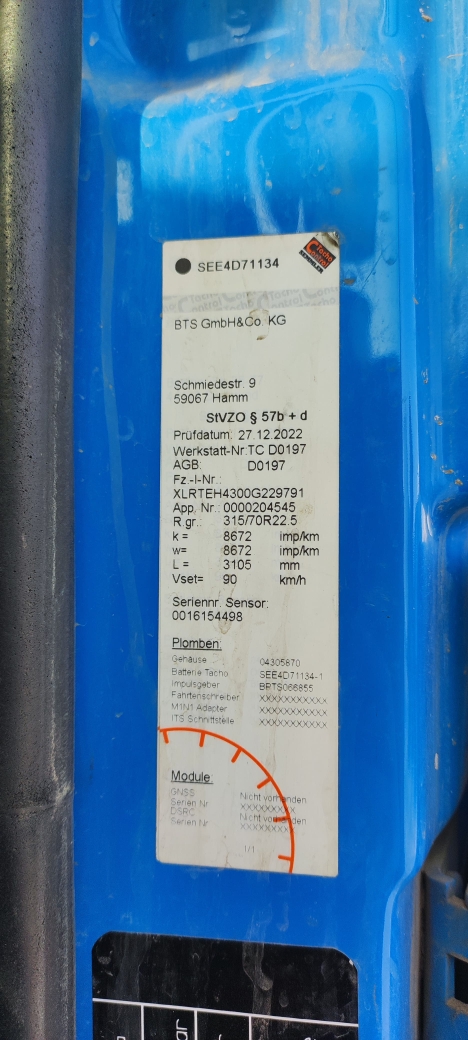 SEE4D71134
BTS GmbH&Co. KG
Schmiedestr. 9
59067 Hamm
StVZO § 57b + d
Prüfdatum: 27.12.2022
Werkstatt-Nr:TC D0197
AGB: D0197
Fz.-I-Nr.:
XLRTEH4300G229791
App. Nr.: 0000204545
R.gr.: 315/70R22.5
k = 8672 imp/km
w= 8672 imp/km
L = 3105 mm
Vset= 90 km/h
Seriennr. Sensor:
0016154498
Plomben:
Gehäuse 04305870
Batterie Tacho SEE4D71134-1
Impulsgeber BPTS066855
Fahrtenschreiber XXXXXXXXXXX
M1N1 Adapter XXXXXXXXXXX
ITS Schnittstelle XXXXXXXXXXX
Module:
GNSS Nicht vorhanden
Serien Nr XXXXXXXXX
DSRC Nicht vorhanden
Serien Nr XXXXXXXX
1/1